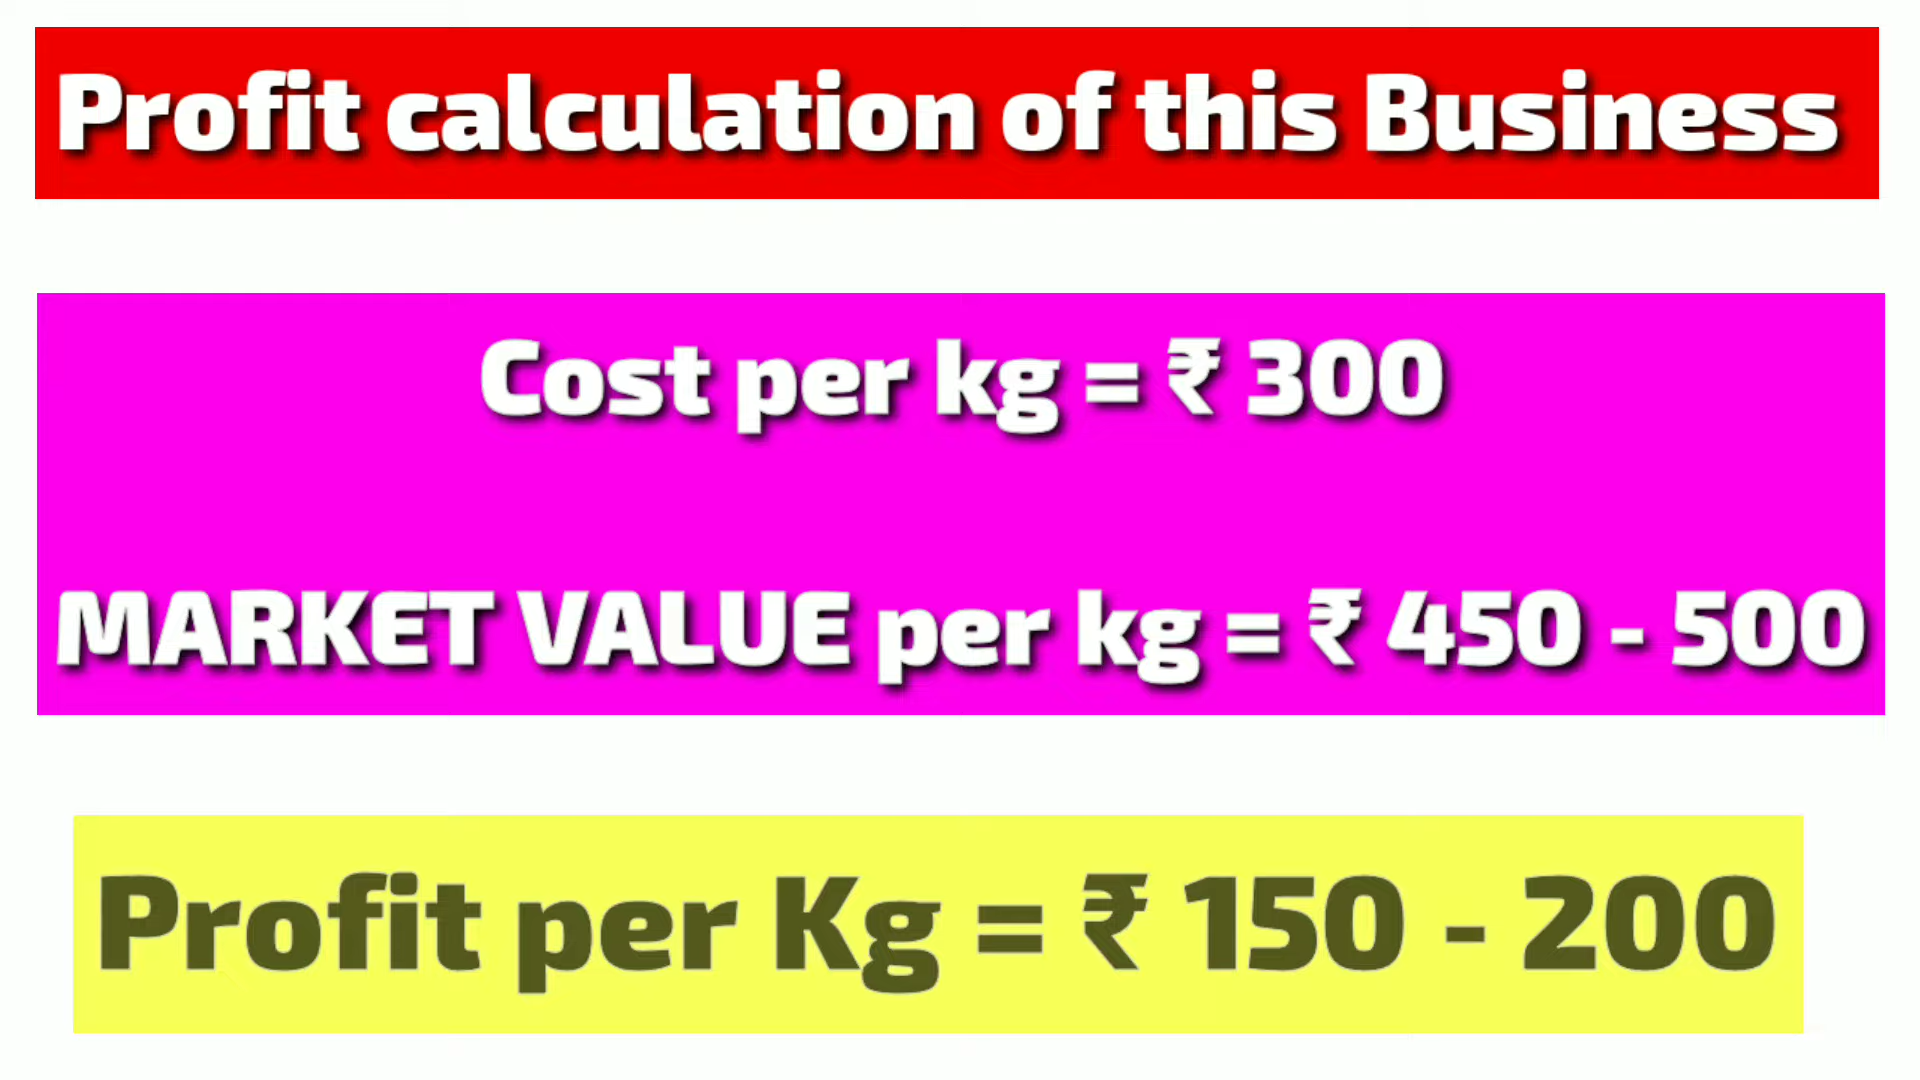 Profit calculation of this Business
Cost per kg = ₹ 300
MARKET VALUE per kg = ₹ 450 - 500
Profit per Kg = ₹ 150 - 200